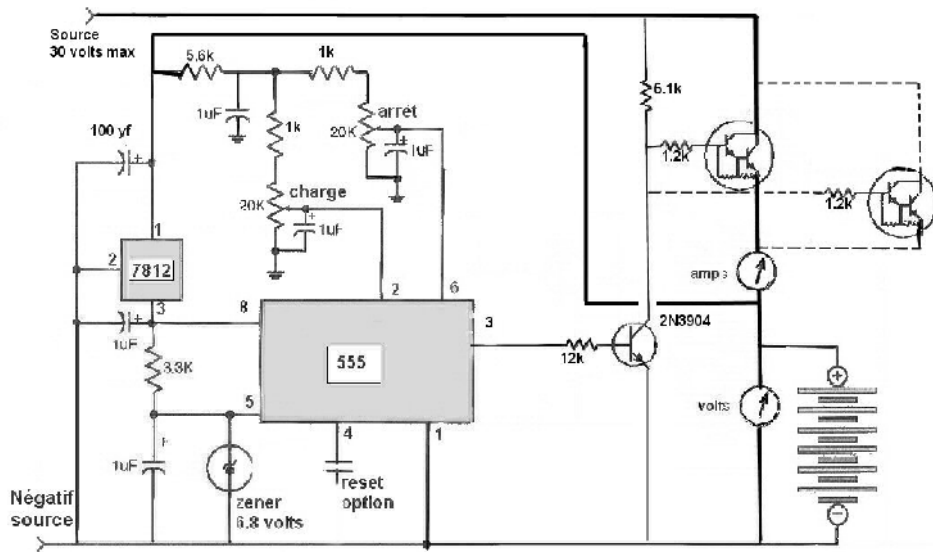 Source
30 volts max
5.6k
1k
1uF
1k
arrêt
20K
1uF
100 yf
charge
20K
1uF
1
2
7812
3
1uF
3.3K
8
2
6
3
555
5
4
1
1uF
zener
6.8 volts
reset
option
Négatif
source
12k
2N3904
6.1k
1.2k
1.2k
amps
volts